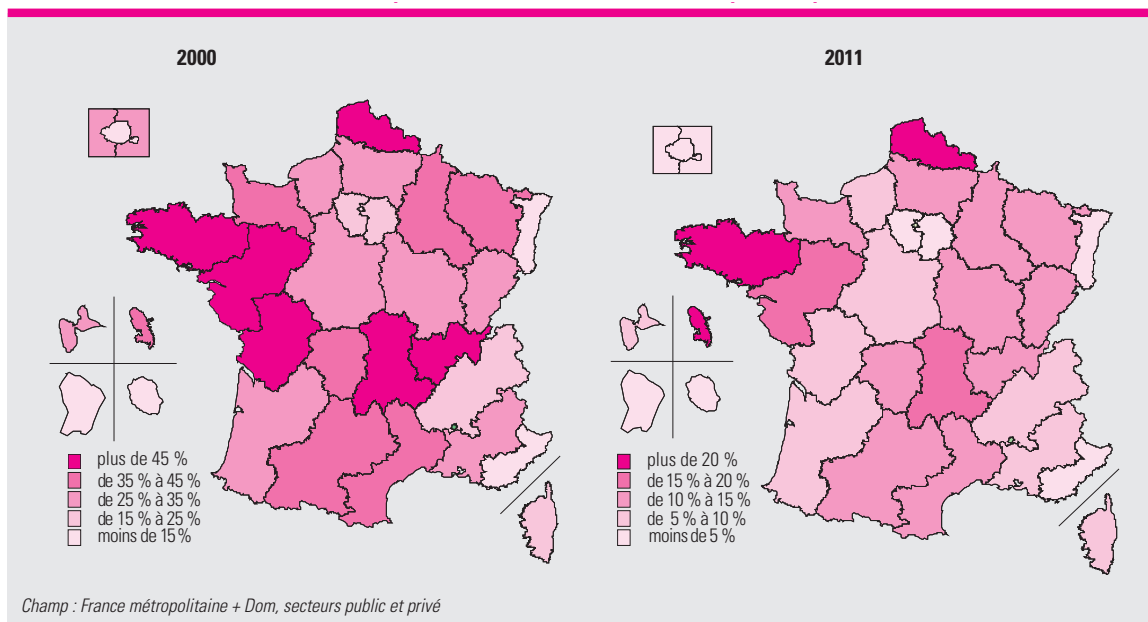 2000
2011
plus de 45 %
de 35 % à 45 %
de 25 % à 35 %
de 15 % à 25 %
moins de 15 %
plus de 20 %
de 15 % à 20 %
de 10 % à 15 %
de 5 % à 10 %
moins de 5 %
Champ : France métropolitaine + Dom, secteurs public et privé